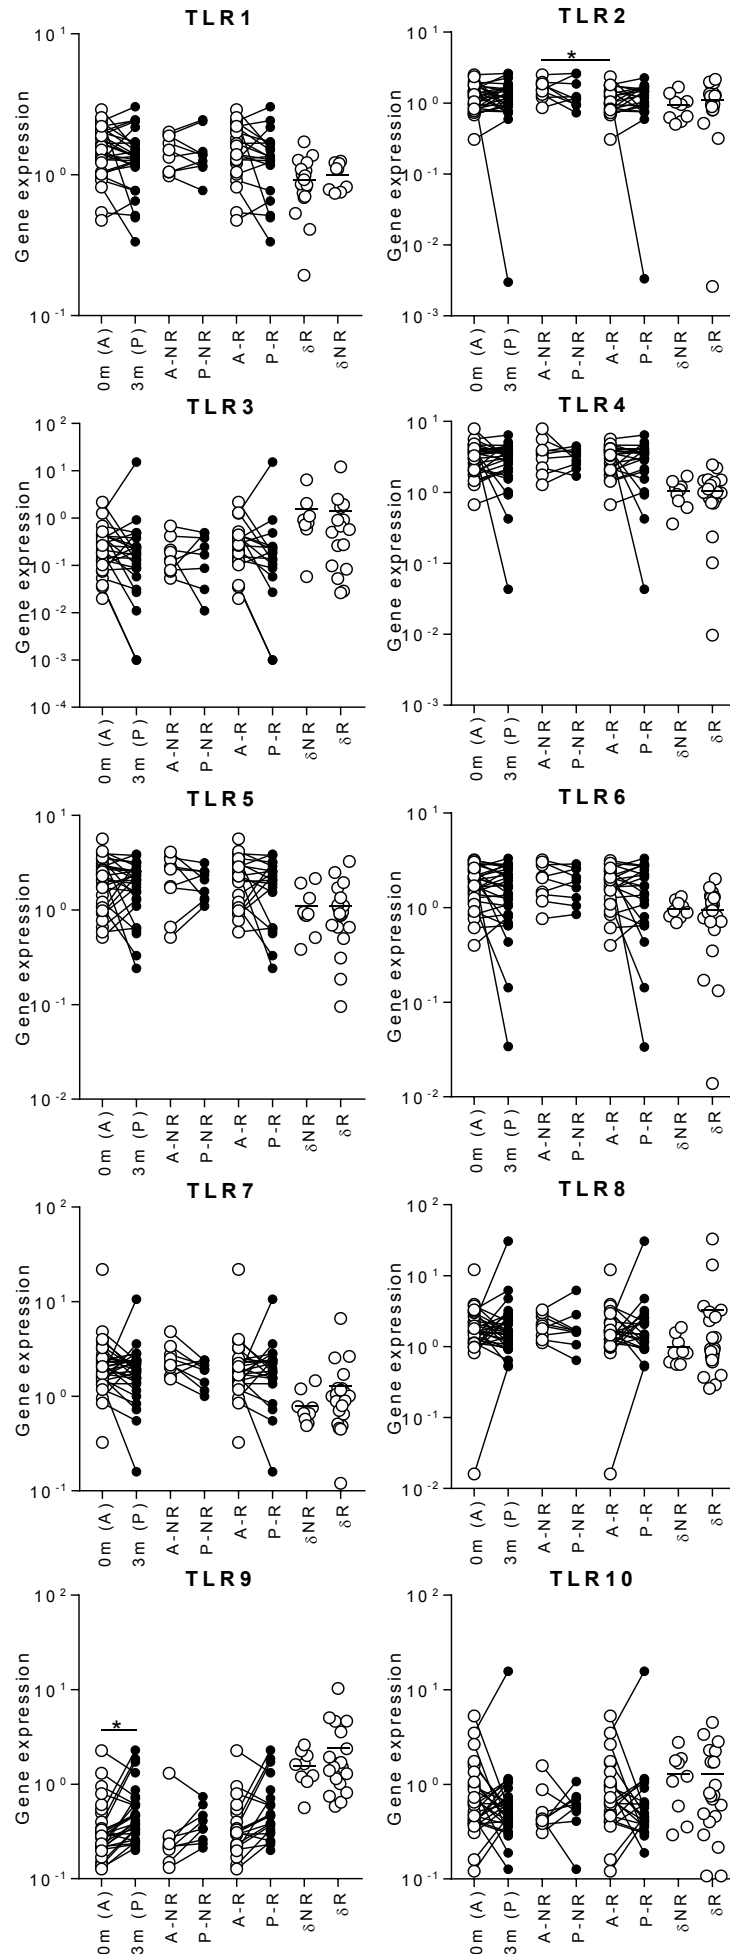 TLR1
Gene expression
10^1
10^0
10^-1
0m (A)
3m (P)
A-NR
P-NR
A-R
P-R
δR
δNR
TLR2
Gene expression
10^1
10^0
10^-1
10^-2
10^-3
*
0m (A)
3m (P)
A-NR
P-NR
A-R
P-R
δNR
δR
TLR3
Gene expression
10^2
10^1
10^0
10^-1
10^-2
10^-3
10^-4
0m (A)
3m (P)
A-NR
P-NR
A-R
P-R
δNR
δR
TLR4
Gene expression
10^1
10^0
10^-1
10^-2
10^-3
0m (A)
3m (P)
A-NR
P-NR
A-R
P-R
δNR
δR
TLR5
Gene expression
10^1
10^0
10^-1
10^-2
0m (A)
3m (P)
A-NR
P-NR
A-R
P-R
δNR
δR
TLR6
Gene expression
10^1
10^0
10^-1
10^-2
0m (A)
3m (P)
A-NR
P-NR
A-R
P-R
δNR
δR
TLR7
Gene expression
10^2
10^1
10^0
10^-1
0m (A)
3m (P)
A-NR
P-NR
A-R
P-R
δNR
δR
TLR8
Gene expression
10^2
10^1
10^0
10^-1
10^-2
0m (A)
3m (P)
A-NR
P-NR
A-R
P-R
δNR
δR
TLR9
Gene expression
10^2
10^1
10^0
10^-1
*
0m (A)
3m (P)
A-NR
P-NR
A-R
P-R
δNR
δR
TLR10
Gene expression
10^2
10^1
10^0
10^-1
0m (A)
3m (P)
A-NR
P-NR
A-R
P-R
δNR
δR